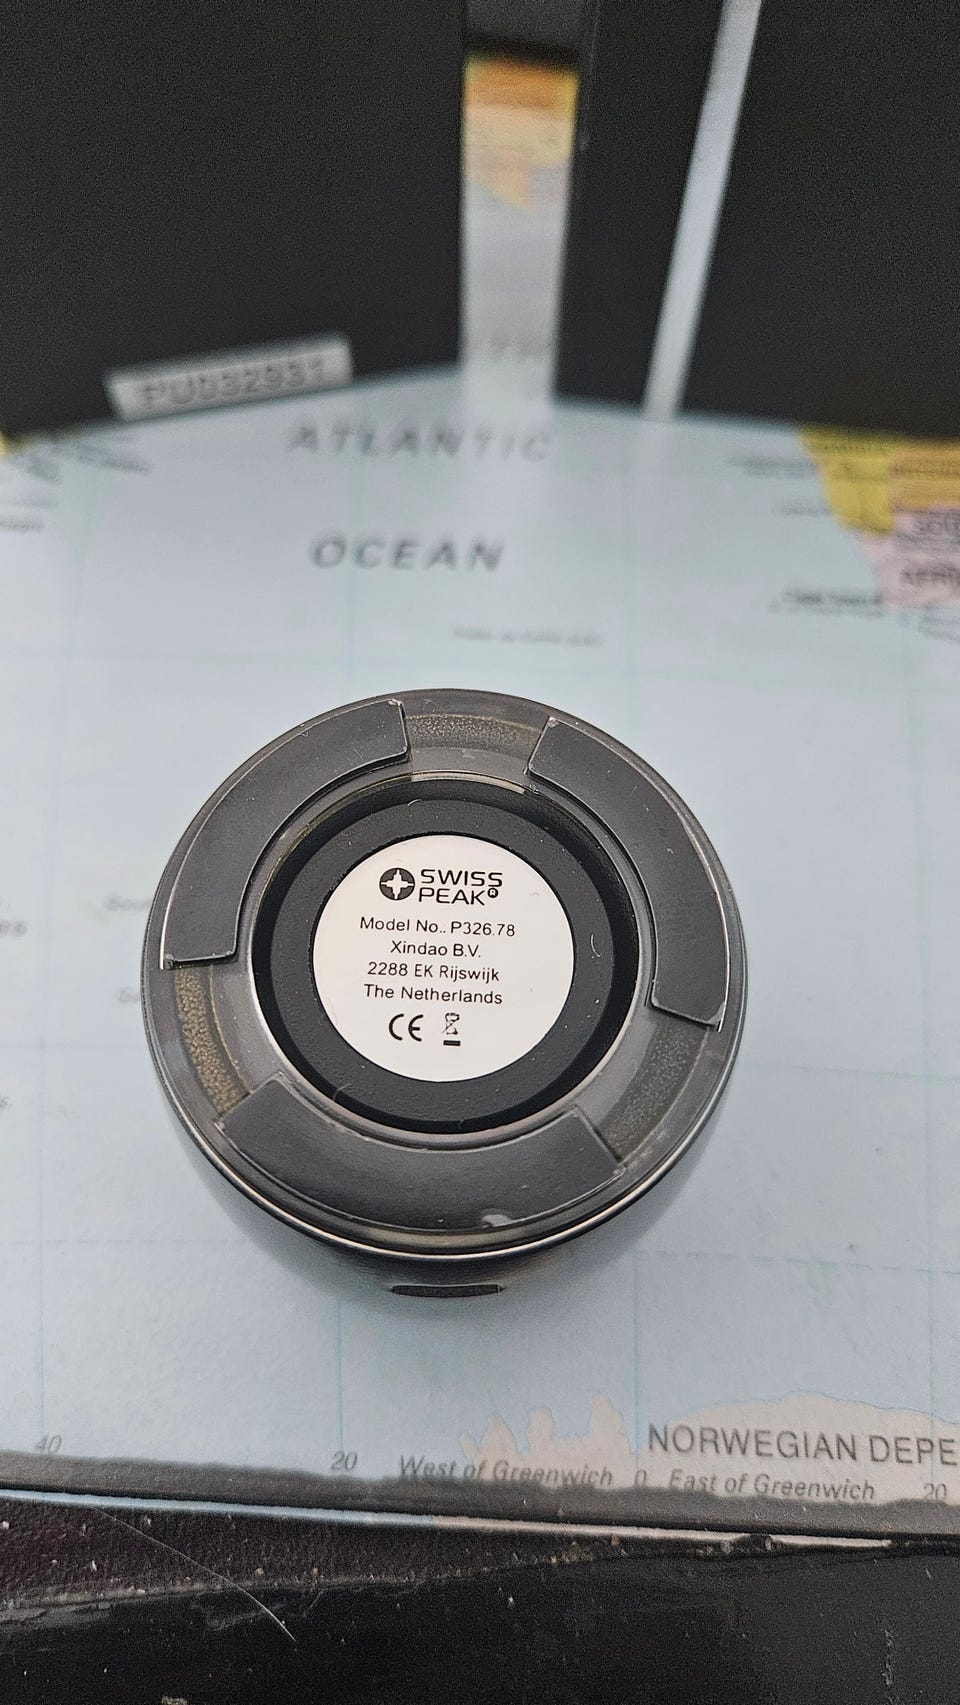 PU032931
ATLANTIC
OCEAN
SWISS
PEAK®
Model No.. P326.78
Xindao B.V.
2288 EK Rijswijk
The Netherlands
CE
NORWEGIAN DEPE
40
20
West of Greenwich
0
East of Greenwich
20